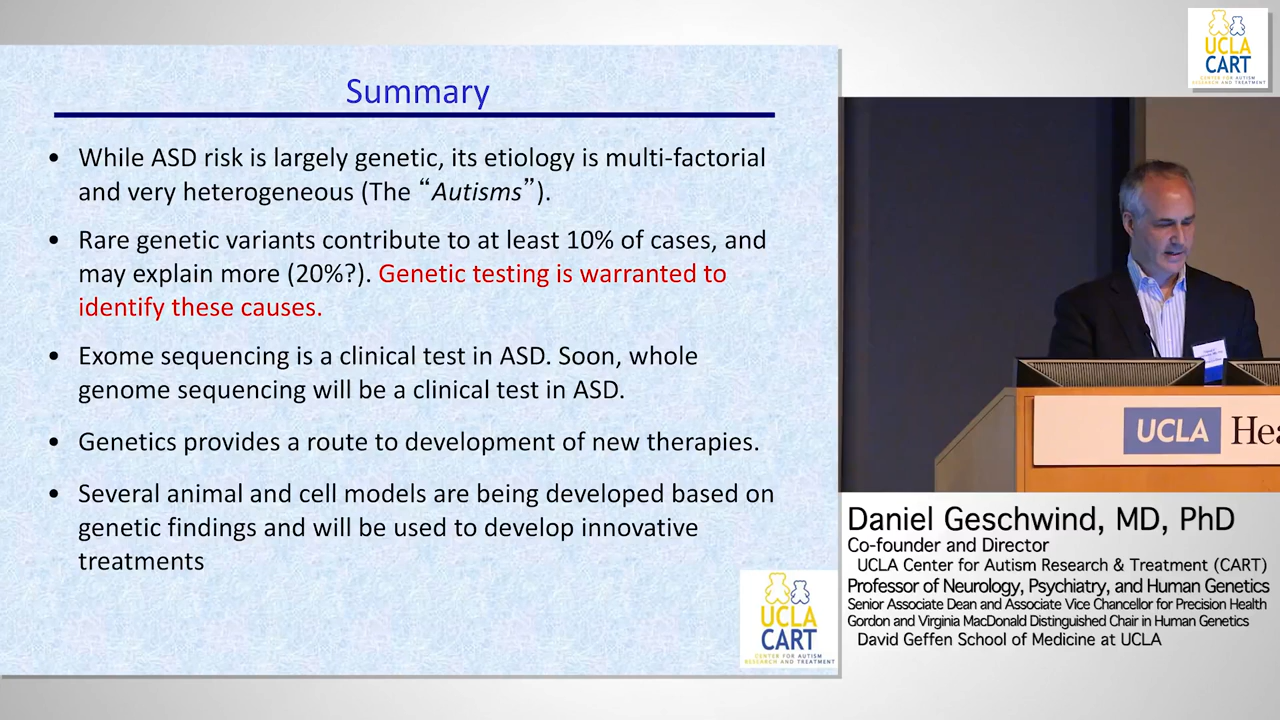 UCLA
CART
CENTER FOR AUTISM
RESEARCH AND TREATMENT
Summary
• While ASD risk is largely genetic, its etiology is multi-factorial
and very heterogeneous (The “Autisms”).
• Rare genetic variants contribute to at least 10% of cases, and
may explain more (20%?). Genetic testing is warranted to
identify these causes.
• Exome sequencing is a clinical test in ASD. Soon, whole
genome sequencing will be a clinical test in ASD.
• Genetics provides a route to development of new therapies.
• Several animal and cell models are being developed based on
genetic findings and will be used to develop innovative
treatments
UCLA
CART
CENTER FOR AUTISM
RESEARCH AND TREATMENT
UCLA Hea
Daniel Geschwind, MD, PhD
Co-founder and Director
UCLA Center for Autism Research & Treatment (CART)
Professor of Neurology, Psychiatry, and Human Genetics
Senior Associate Dean and Associate Vice Chancellor for Precision Health
Gordon and Virginia MacDonald Distinguished Chair in Human Genetics
David Geffen School of Medicine at UCLA